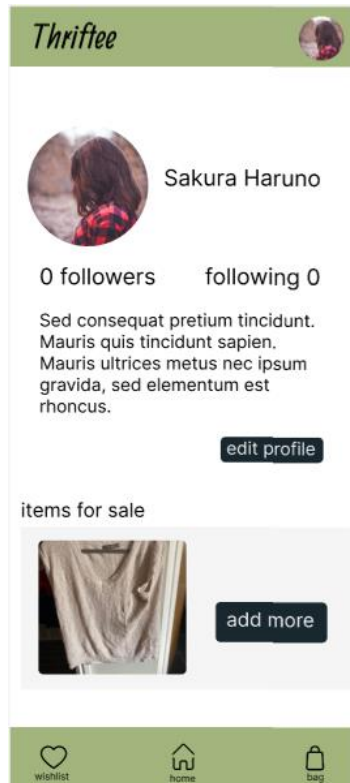 Thriftee
Sakura Haruno
0 followers
following 0
Sed consequat pretium tincidunt.
Mauris quis tincidunt sapien.
Mauris ultrices metus nec ipsum
gravida, sed elementum est
rhoncus.
edit profile
items for sale
add more
wishlist
home
bag